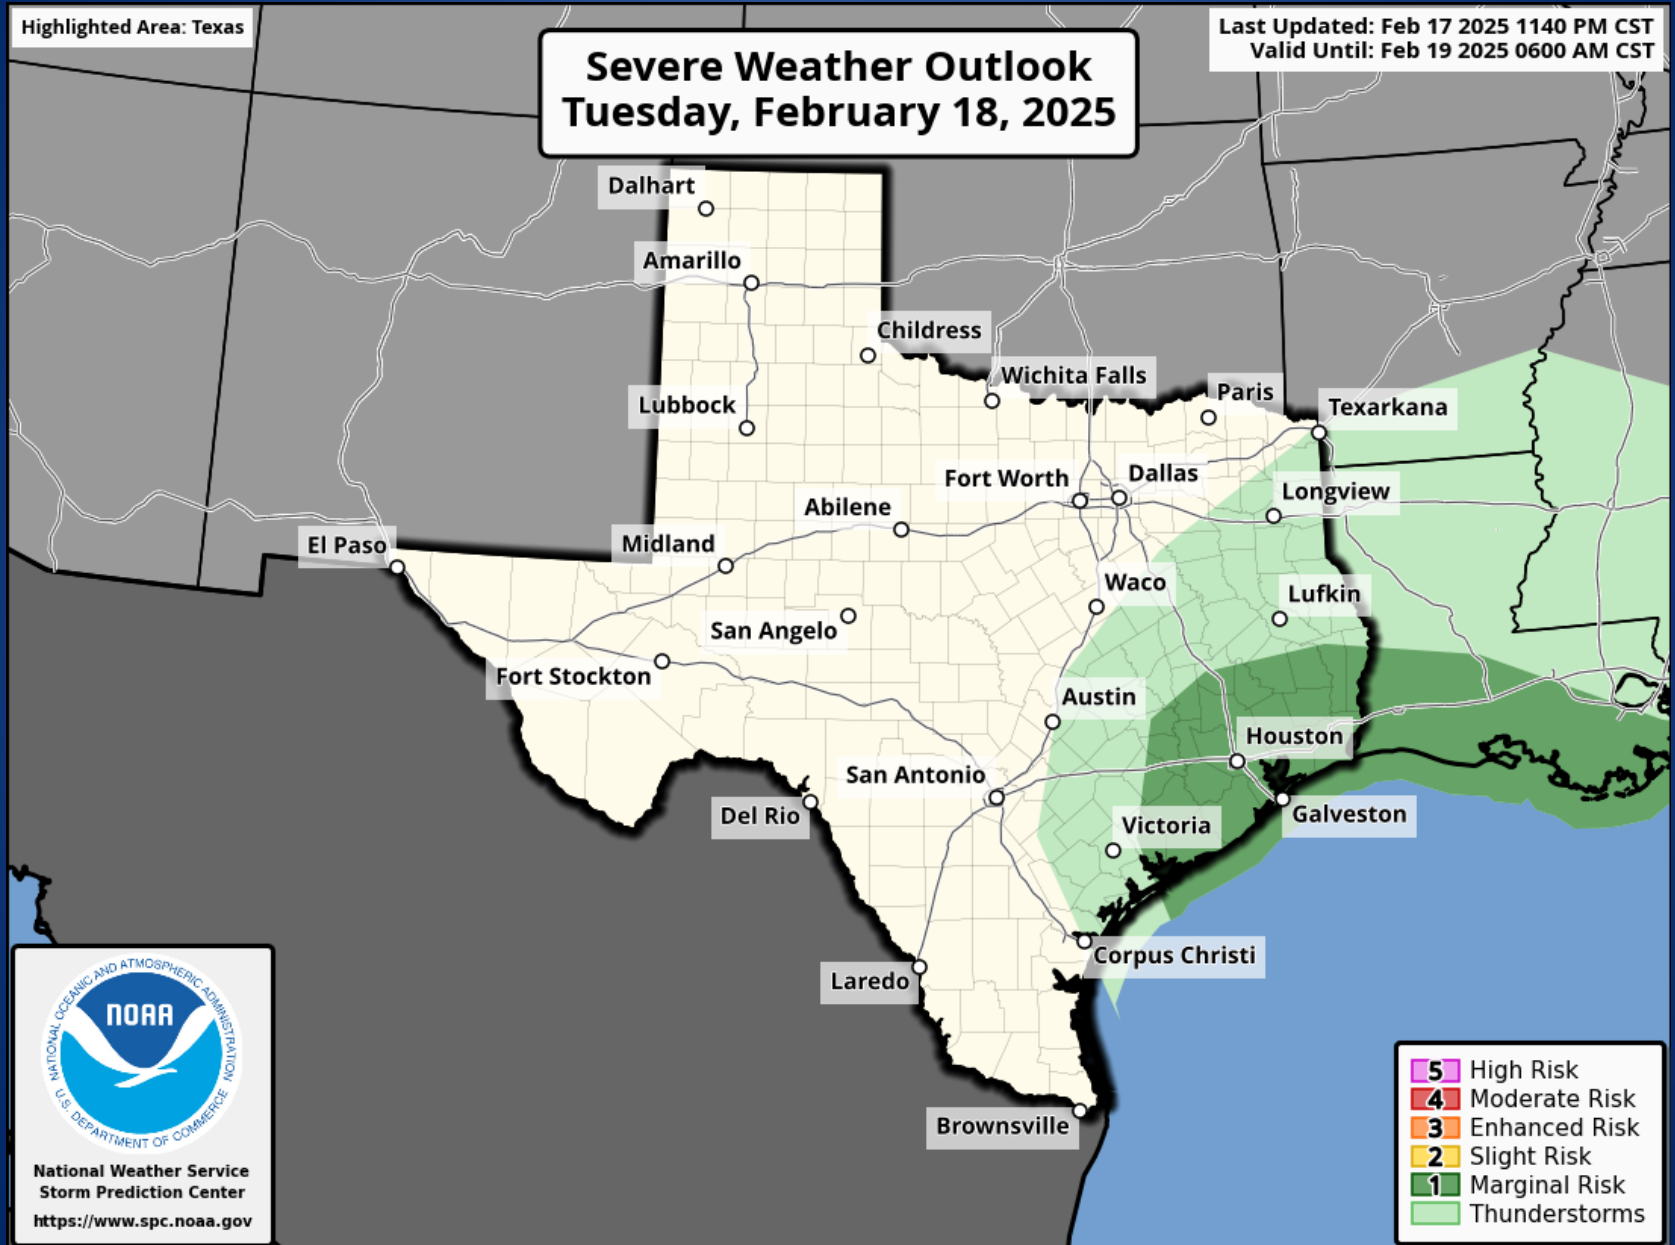 Highlighted Area: Texas
Severe Weather Outlook
Tuesday, February 18, 2025
Last Updated: Feb 17 2025 1140 PM CST
Valid Until: Feb 19 2025 0600 AM CST
Dalhart
Amarillo
Childress
Wichita Falls
Paris
Texarkana
Lubbock
Fort Worth
Dallas
Longview
Abilene
El Paso
Midland
Waco
Lufkin
San Angelo
Fort Stockton
Austin
Houston
San Antonio
Del Rio
Victoria
Galveston
Corpus Christi
Laredo
Brownsville
NATIONAL OCEANIC AND ATMOSPHERIC ADMINISTRATION
NOAA
U.S. DEPARTMENT OF COMMERCE
National Weather Service
Storm Prediction Center
https://www.spc.noaa.gov
5 High Risk
4 Moderate Risk
3 Enhanced Risk
2 Slight Risk
1 Marginal Risk
Thunderstorms